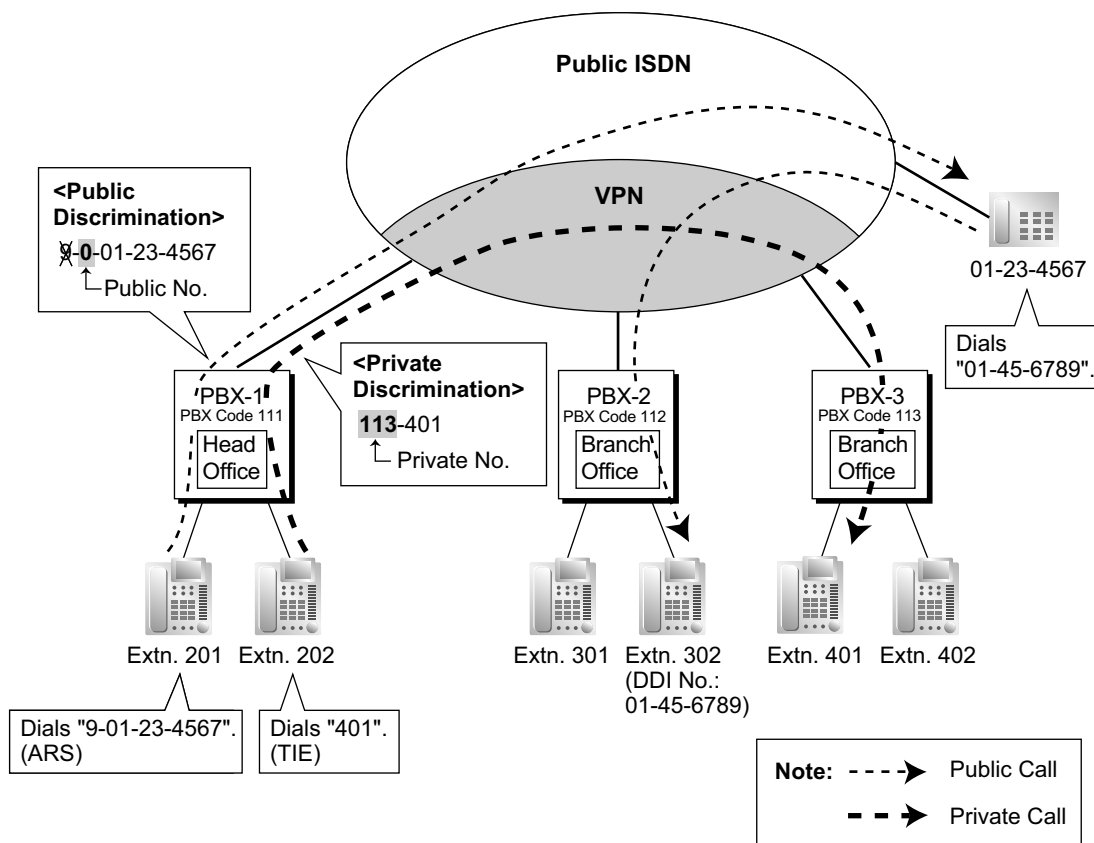 Public ISDN
VPN
<Public
Discrimination>
9-0-01-23-4567
Public No.
01-23-4567
Dials
"01-45-6789".
<Private
Discrimination>
113-401
Private No.
PBX-1
PBX Code 111
Head
Office
PBX-2
PBX Code 112
Branch
Office
PBX-3
PBX Code 113
Branch
Office
Extn. 201
Extn. 202
Extn. 301
Extn. 302
(DDI No.:
01-45-6789)
Extn. 401
Extn. 402
Dials "9-01-23-4567".
(ARS)
Dials "401".
(TIE)
Note:
Public Call
Private Call